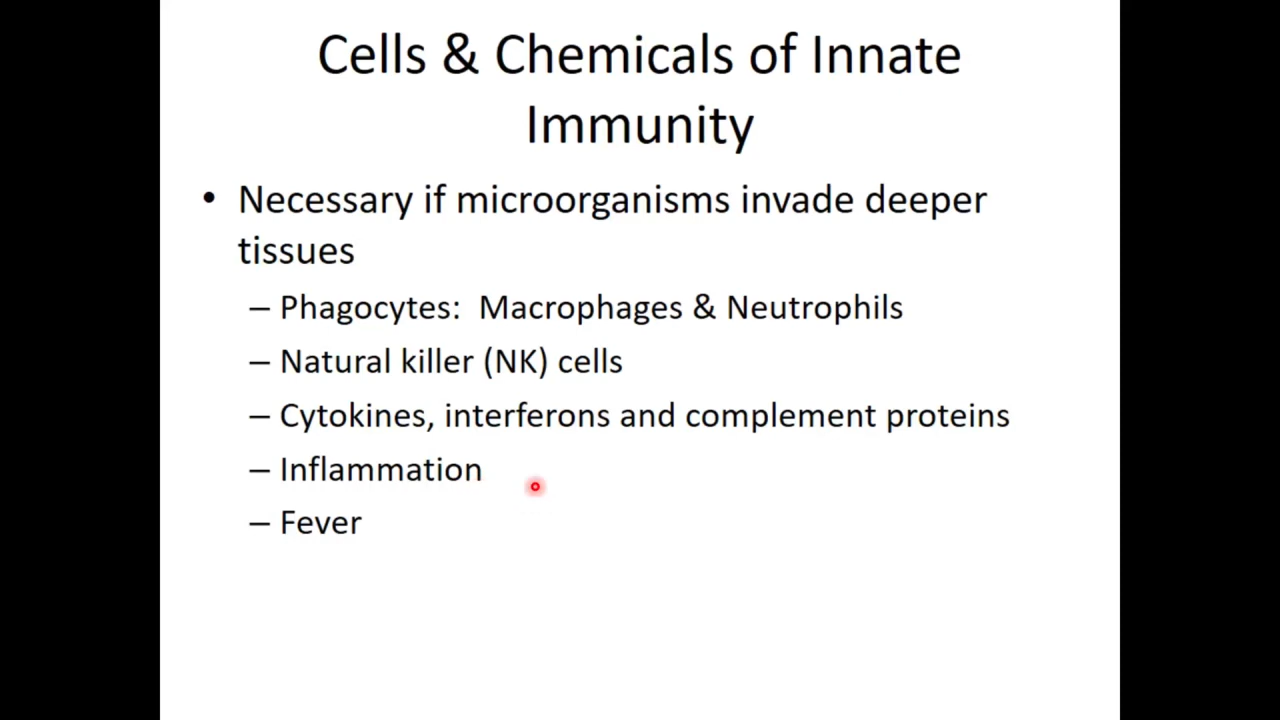 Cells & Chemicals of Innate
Immunity
• Necessary if microorganisms invade deeper
tissues
– Phagocytes:  Macrophages & Neutrophils
– Natural killer (NK) cells
– Cytokines, interferons and complement proteins
– Inflammation
– Fever